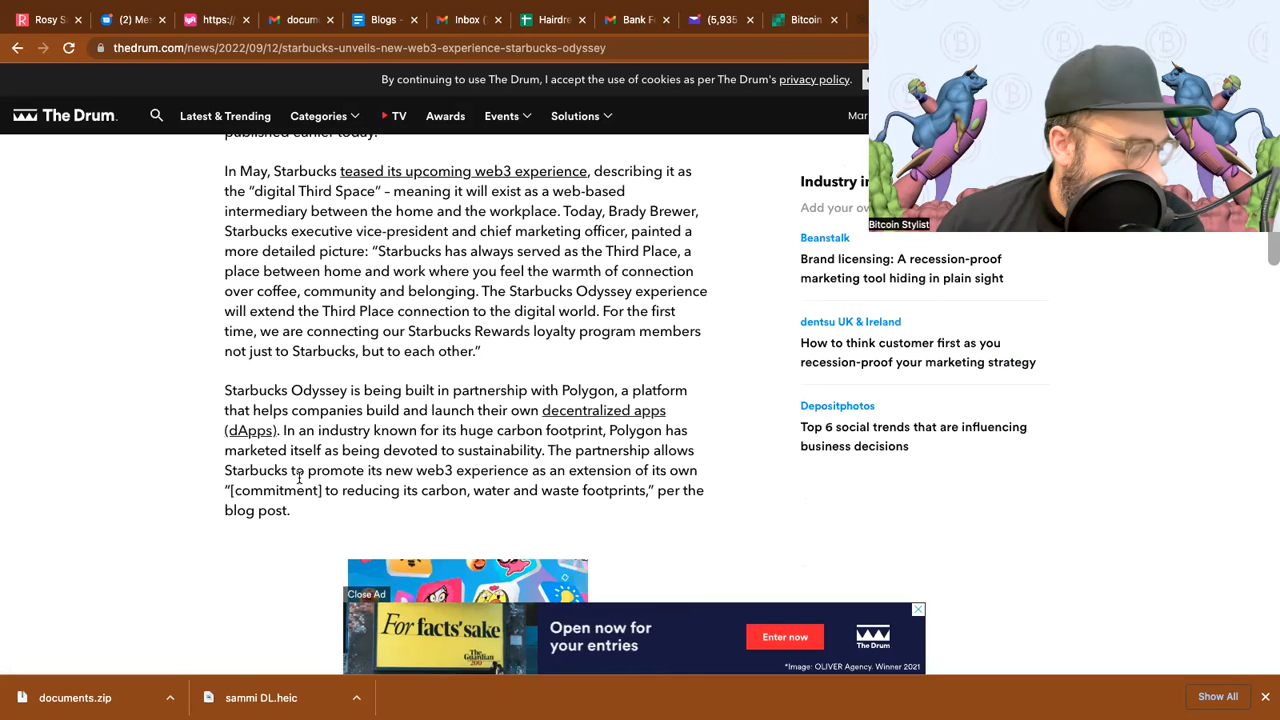 Rosy S
(2) Mes
https:/
docum
Blogs -
Inbox (
Hairdre
Bank F
(5,935
Bitcoin
thedrum.com/news/2022/09/12/starbucks-unveils-new-web3-experience-starbucks-odyssey
By continuing to use The Drum, I accept the use of cookies as per The Drum's privacy policy.
The Drum.
Latest & Trending
Categories
TV
Awards
Events
Solutions
Mar
published earlier today.
In May, Starbucks teased its upcoming web3 experience, describing it as
the “digital Third Space” – meaning it will exist as a web-based
intermediary between the home and the workplace. Today, Brady Brewer,
Starbucks executive vice-president and chief marketing officer, painted a
more detailed picture: “Starbucks has always served as the Third Place, a
place between home and work where you feel the warmth of connection
over coffee, community and belonging. The Starbucks Odyssey experience
will extend the Third Place connection to the digital world. For the first
time, we are connecting our Starbucks Rewards loyalty program members
not just to Starbucks, but to each other.”
Starbucks Odyssey is being built in partnership with Polygon, a platform
that helps companies build and launch their own decentralized apps
(dApps). In an industry known for its huge carbon footprint, Polygon has
marketed itself as being devoted to sustainability. The partnership allows
Starbucks to promote its new web3 experience as an extension of its own
“[commitment] to reducing its carbon, water and waste footprints,” per the
blog post.
Industry in
Add your ow
Beanstalk
Brand licensing: A recession-proof
marketing tool hiding in plain sight
dentsu UK & Ireland
How to think customer first as you
recession-proof your marketing strategy
Depositphotos
Top 6 social trends that are influencing
business decisions
Bitcoin Stylist
Close Ad
For facts' sake
The Guardian
200
Open now for
your entries
Enter now
The Drum
*Image: OLIVER Agency. Winner 2021
documents.zip
sammi DL.heic
Show All